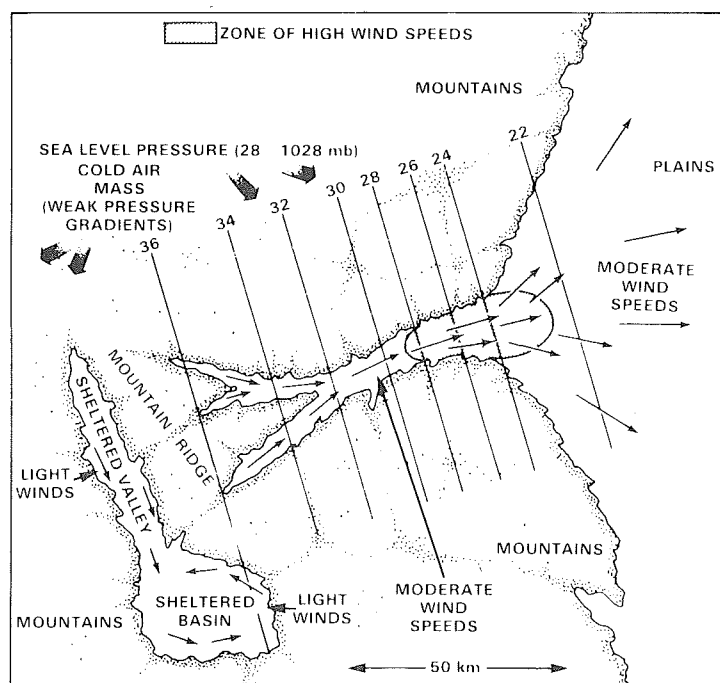 ZONE OF HIGH WIND SPEEDS
MOUNTAINS
SEA LEVEL PRESSURE (28 1028 mb)
COLD AIR
MASS
(WEAK PRESSURE
GRADIENTS)
36
34
32
30
28
26
24
22
PLAINS
MODERATE
WIND
SPEEDS
MOUNTAIN RIDGE
SHELTERED VALLEY
LIGHT
WINDS
MOUNTAINS
SHELTERED
BASIN
LIGHT
WINDS
MODERATE
WIND
SPEEDS
MOUNTAINS
50 km